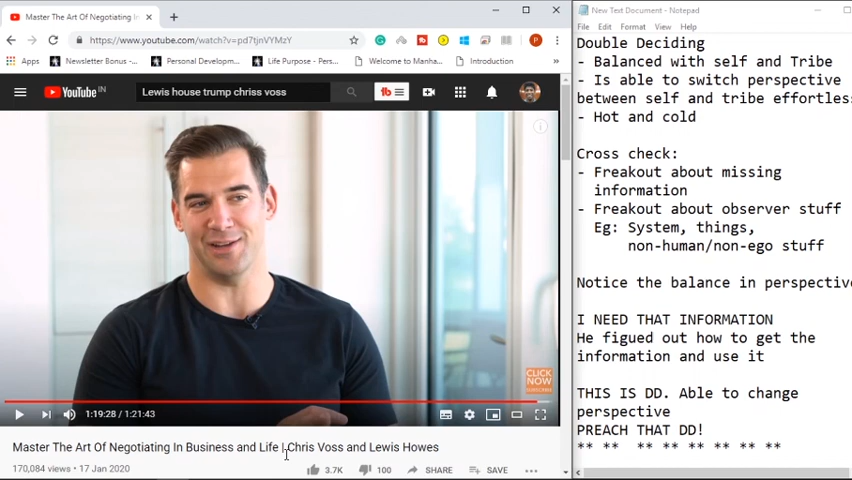 Master The Art Of Negotiating In
https://www.youtube.com/watch?v=pd7tjnVYMzY
Apps
Newsletter Bonus -...
Personal Developm...
Life Purpose - Pers...
Welcome to Manha...
Introduction
YouTube IN
Lewis house trump chriss voss
tb
CLICK
NOW
SUBSCRIBE
1:19:28 / 1:21:43
Master The Art Of Negotiating In Business and Life | Chris Voss and Lewis Howes
170,084 views • 17 Jan 2020
3.7K
100
SHARE
SAVE
New Text Document - Notepad
File Edit Format View Help
Double Deciding
- Balanced with self and Tribe
- Is able to switch perspective
between self and tribe effortles
- Hot and cold
Cross check:
- Freakout about missing
information
- Freakout about observer stuff
Eg: System, things,
non-human/non-ego stuff
Notice the balance in perspective
I NEED THAT INFORMATION
He figued out how to get the
information and use it
THIS IS DD. Able to change
perspective
PREACH THAT DD!
** ** ** ** ** ** ** **